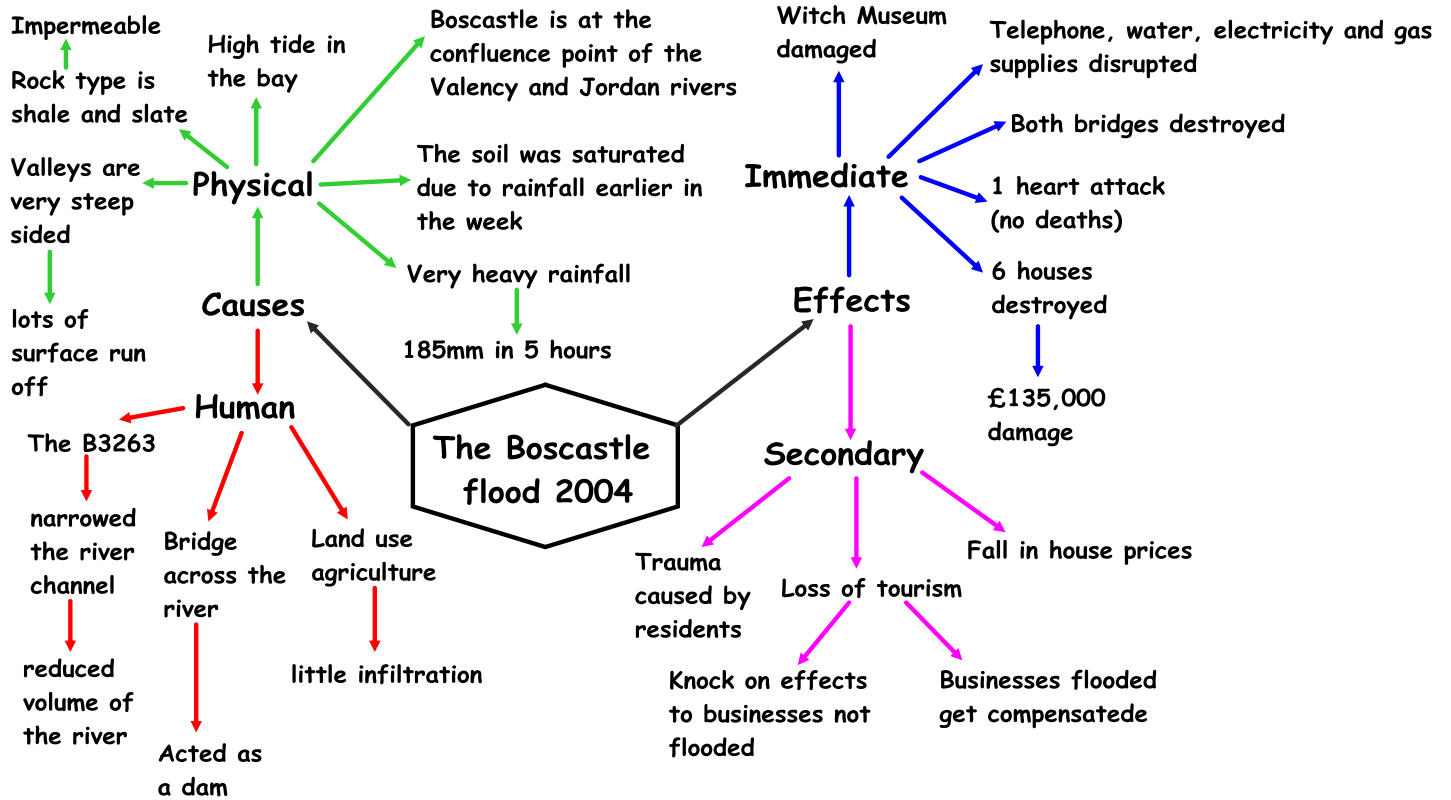 Impermeable
Rock type is
shale and slate
High tide in
the bay
Boscastle is at the
confluence point of the
Valency and Jordan rivers
Valleys are
very steep
sided
Physical
The soil was saturated
due to rainfall earlier in
the week
lots of
surface run
off
Causes
Very heavy rainfall
185mm in 5 hours
Human
The B3263
narrowed
the river
channel
reduced
volume of
the river
Bridge
across the
river
Acted as
a dam
Land use
agriculture
little infiltration
The Boscastle
flood 2004
Witch Museum
damaged
Telephone, water, electricity and gas
supplies disrupted
Both bridges destroyed
Immediate
1 heart attack
(no deaths)
6 houses
destroyed
£135,000
damage
Effects
Secondary
Trauma
caused by
residents
Loss of tourism
Fall in house prices
Knock on effects
to businesses not
flooded
Businesses flooded
get compensatede